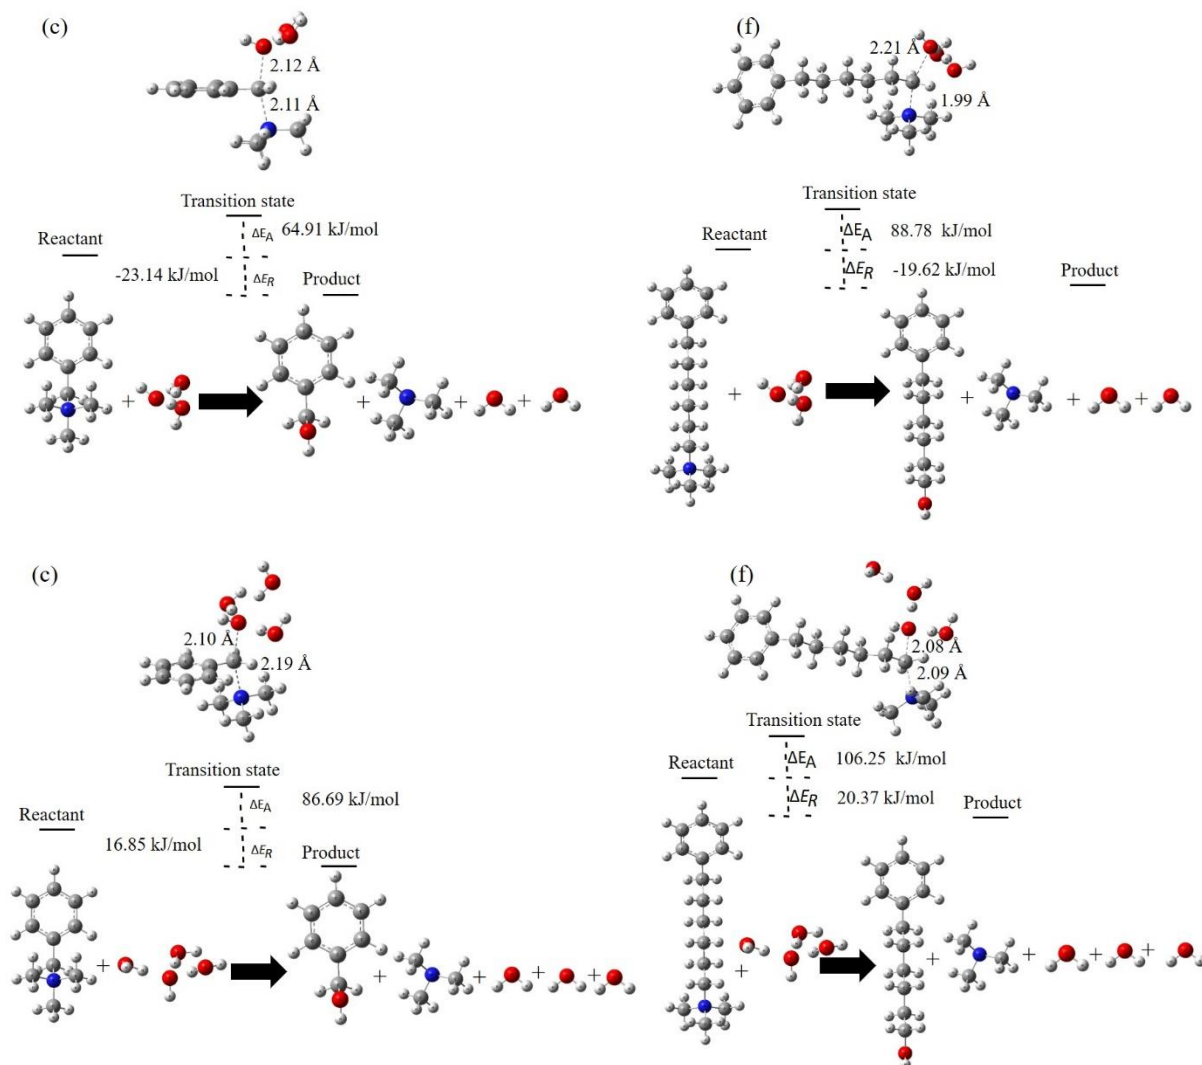 (c)
2.12 Å
2.11 Å
Transition state
ΔEA 64.91 kJ/mol
Reactant
-23.14 kJ/mol ΔER
Product
+
+ + +
(f)
2.21 Å
1.99 Å
Transition state
ΔEA 88.78 kJ/mol
Reactant
ΔER -19.62 kJ/mol
Product
+
+ + +
(c)
2.10 Å
2.19 Å
Transition state
ΔEA 86.69 kJ/mol
Reactant
16.85 kJ/mol ΔER
Product
+
+ + + +
(f)
2.08 Å
2.09 Å
Transition state
ΔEA 106.25 kJ/mol
Reactant
ΔER 20.37 kJ/mol
Product
+
+ + + +